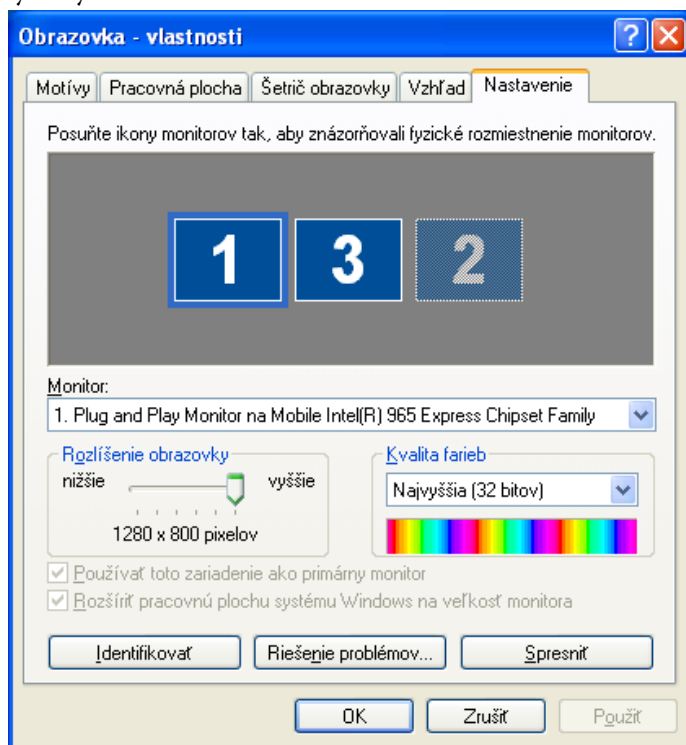 Obrazovka - vlastnosti
Motívy Pracovná plocha Šetrič obrazovky Vzhľad Nastavenie
Posuňte ikony monitorov tak, aby znázorňovali fyzické rozmiestnenie monitorov.
1 3 2
Monitor:
1. Plug and Play Monitor na Mobile Intel(R) 965 Express Chipset Family
Rozlíšenie obrazovky
nižšie vyššie
1280 x 800 pixelov
Kvalita farieb
Najvyššia (32 bitov)
Používať toto zariadenie ako primárny monitor
Rozšíriť pracovnú plochu systému Windows na veľkosť monitora
Identifikovať Riešenie problémov... Spresniť
OK Zrušiť Použiť